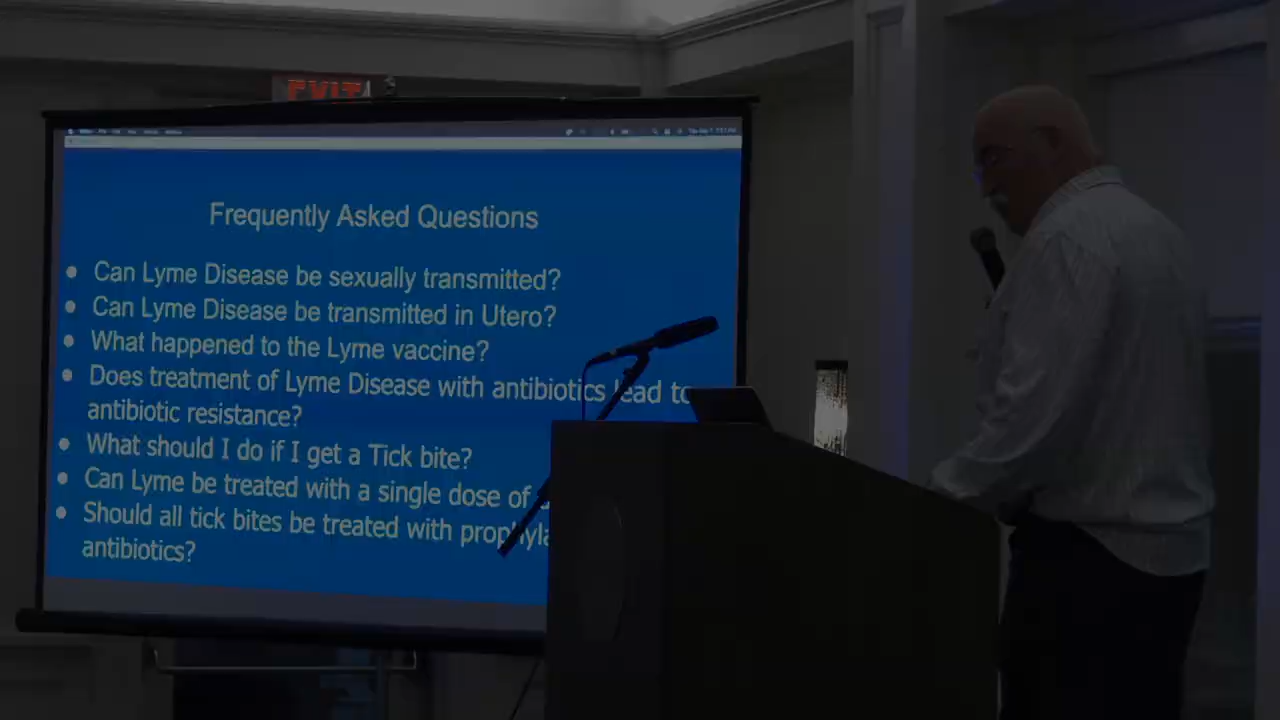 EXIT
Frequently Asked Questions
Can Lyme Disease be sexually transmitted?
Can Lyme Disease be transmitted in Utero?
What happened to the Lyme vaccine?
Does treatment of Lyme Disease with antibiotics lead to
antibiotic resistance?
What should I do if I get a Tick bite?
Can Lyme be treated with a single dose of
Should all tick bites be treated with
antibiotics?